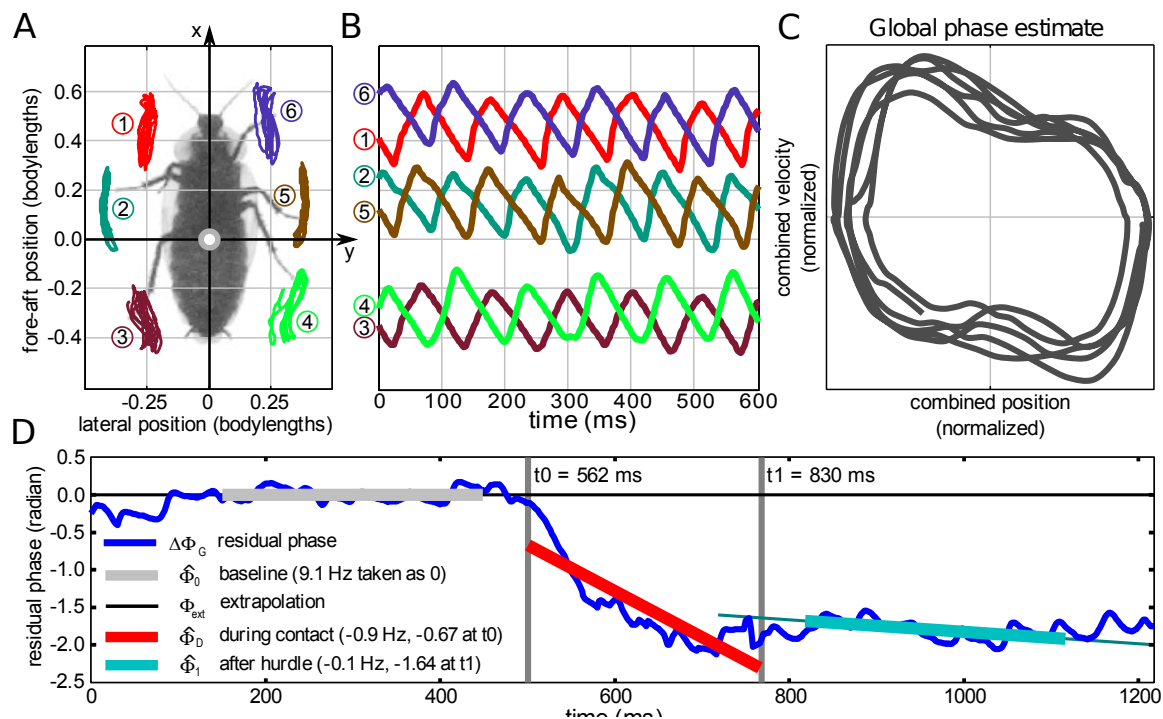 A
x
fore-aft position (bodylengths)
0.6
0.4
0.2
0.0
-0.2
-0.4
1
2
3
4
5
6
y
-0.25
0
0.25
lateral position (bodylengths)
B
6
1
2
5
4
3
0
100
200
300
400
500
600
time (ms)
C
Global phase estimate
combined velocity
(normalized)
combined position
(normalized)
D
residual phase (radian)
0.5
0.0
-0.5
-1.0
-1.5
-2.0
-2.5
t0 = 562 ms
t1 = 830 ms
ΔΦG residual phase
Φ̂0 baseline (9.1 Hz taken as 0)
Φext extrapolation
Φ̂D during contact (-0.9 Hz, -0.67 at t0)
Φ̂1 after hurdle (-0.1 Hz, -1.64 at t1)
0
200
400
600
800
1000
1200
time (ms)